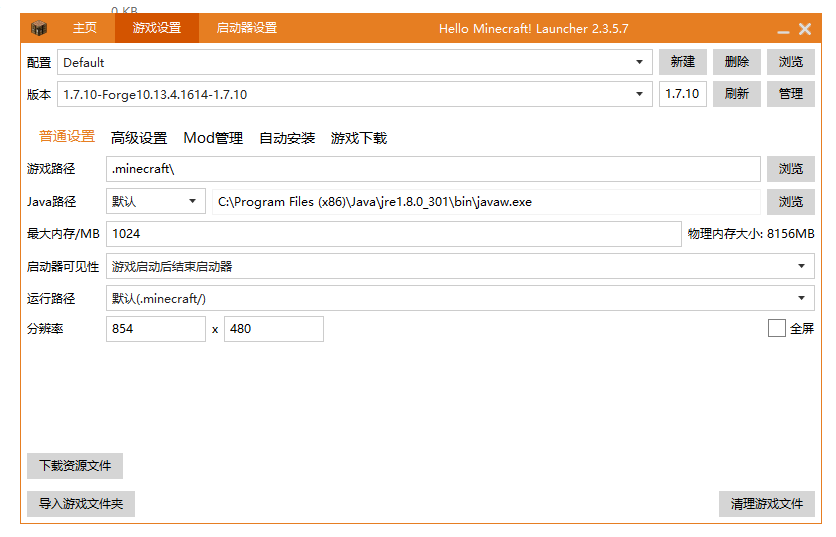 0 KB
主页 游戏设置 启动器设置 Hello Minecraft! Launcher 2.3.5.7
配置 Default 新建 删除 浏览
版本 1.7.10-Forge10.13.4.1614-1.7.10 1.7.10 刷新 管理
普通设置 高级设置 Mod管理 自动安装 游戏下载
游戏路径 .minecraft\ 浏览
Java路径 默认 C:\Program Files (x86)\Java\jre1.8.0_301\bin\javaw.exe 浏览
最大内存/MB 1024 物理内存大小: 8156MB
启动器可见性 游戏启动后结束启动器
运行路径 默认(.minecraft/)
分辨率 854 x 480 全屏
下载资源文件
导入游戏文件夹 清理游戏文件